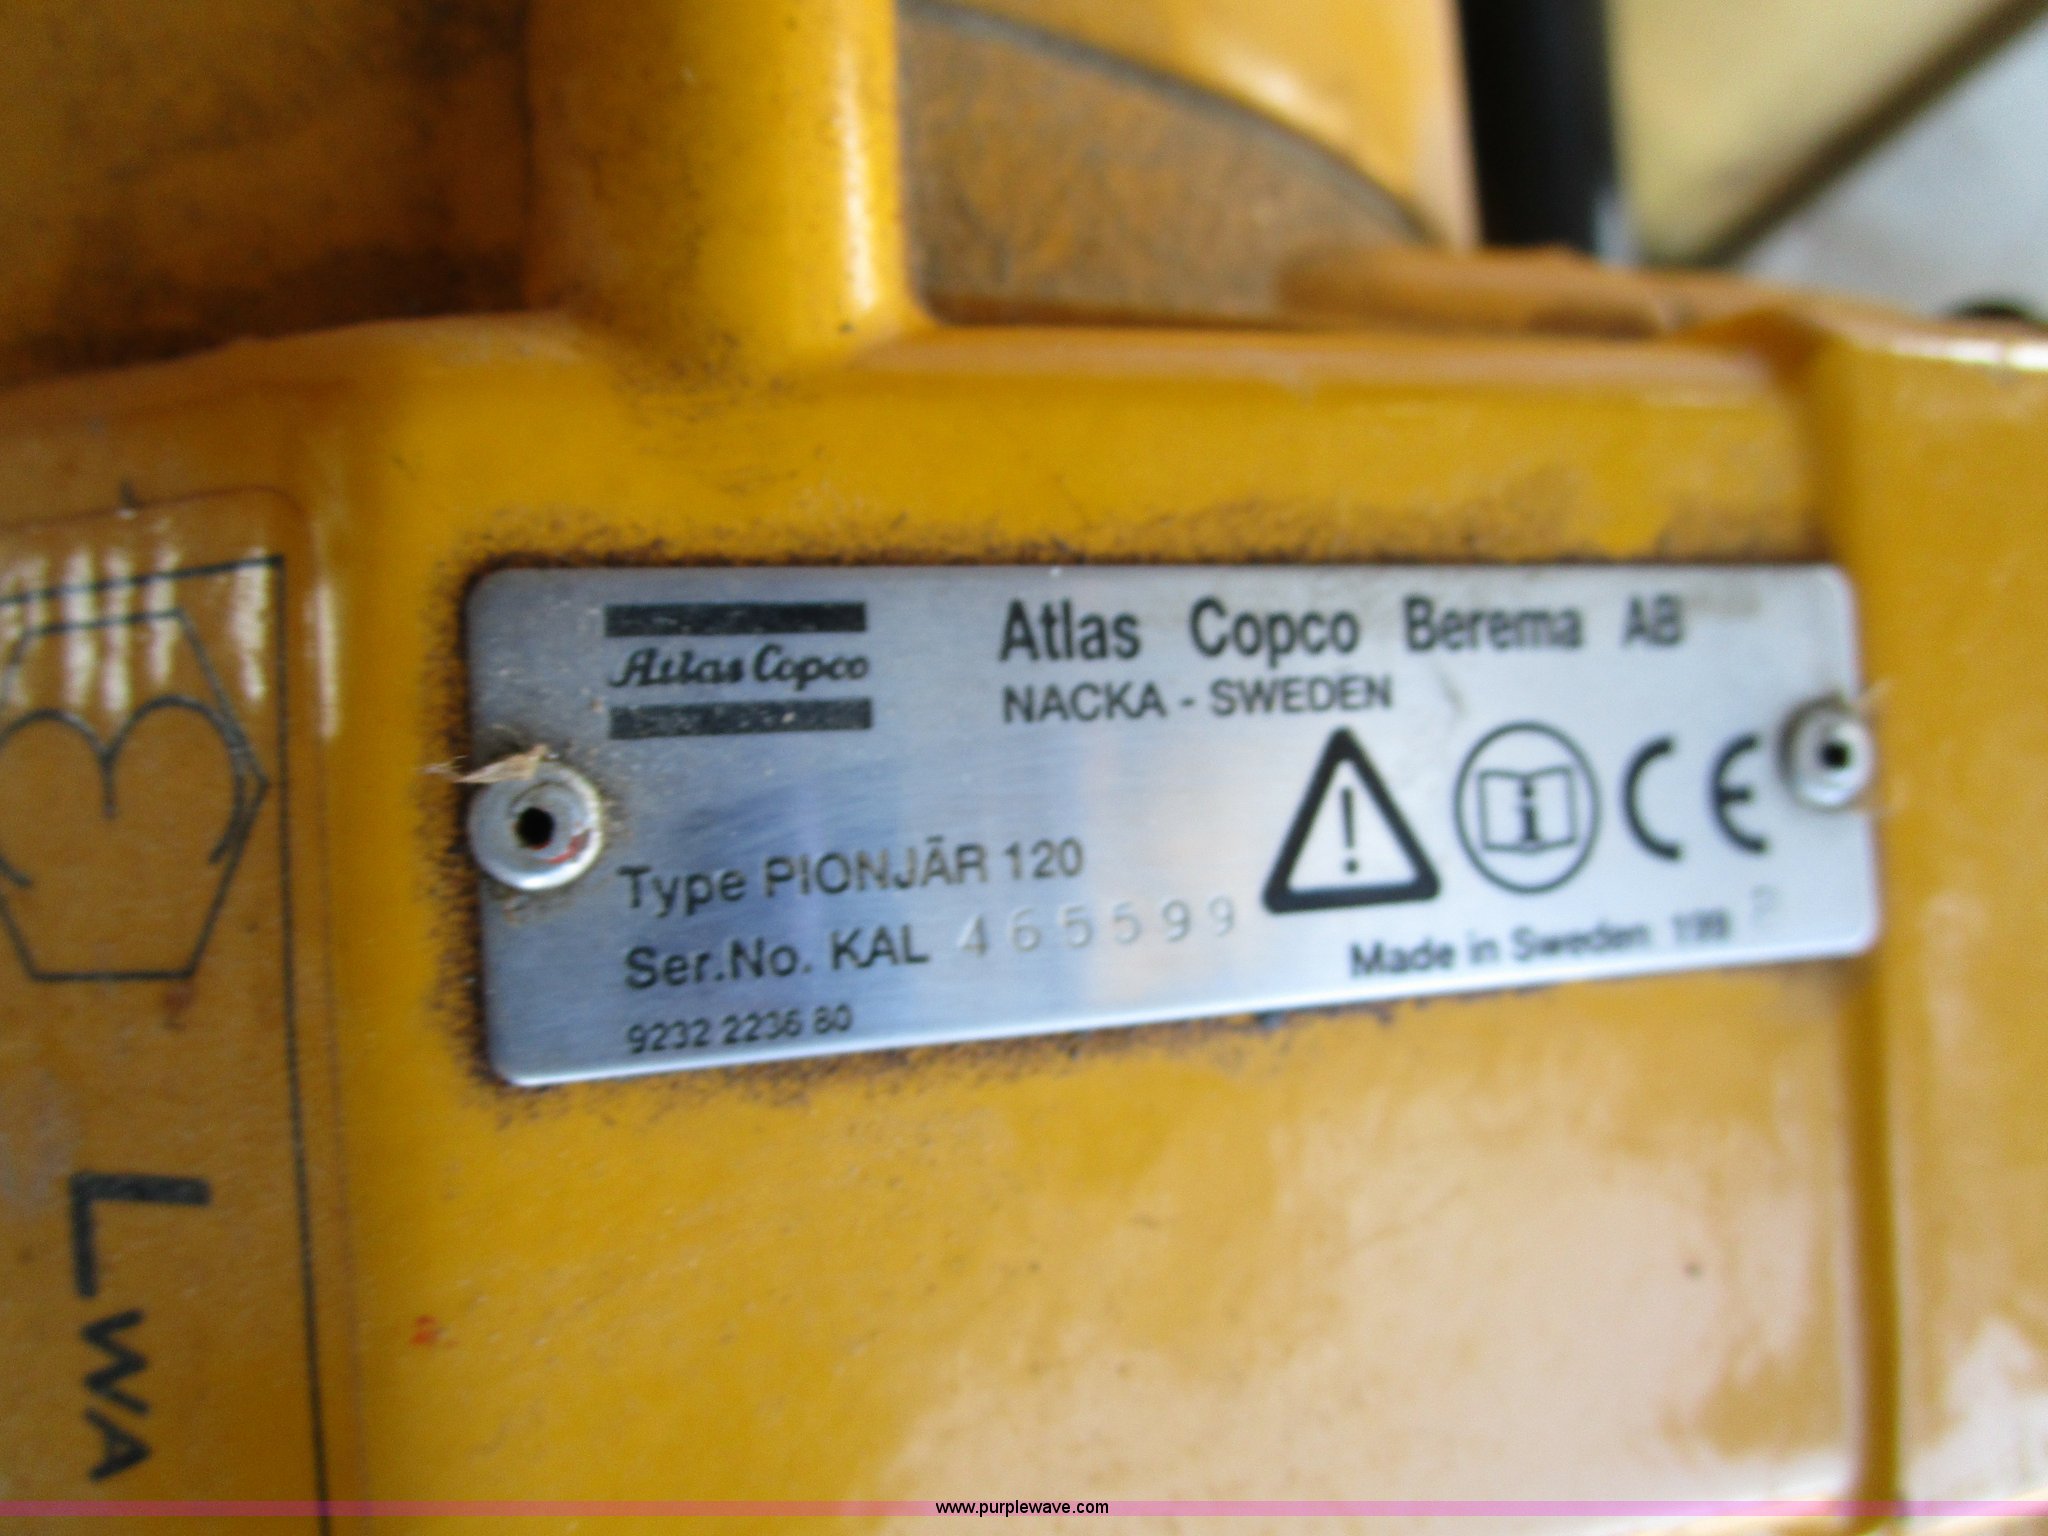 Atlas Copco
Atlas Copco Berema AB
NACKA - SWEDEN
Type PIONJÄR 120
Ser.No. KAL 465599
9232 2236 80
i
CE
Made in Sweden
LWA
www.purplewave.com